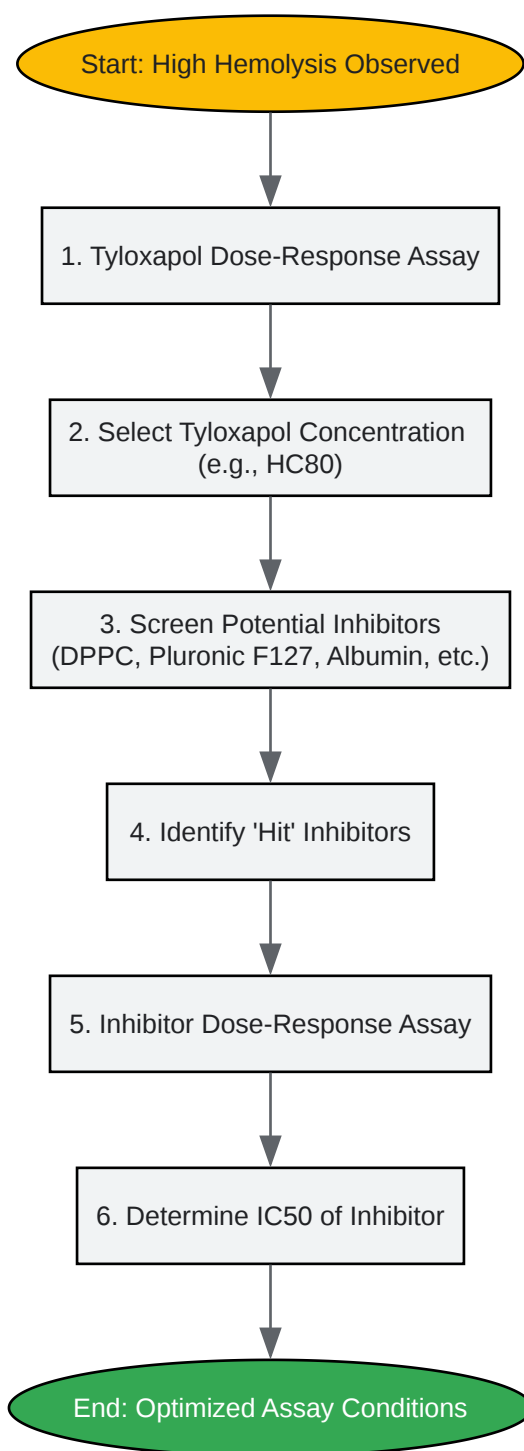 Start: High Hemolysis Observed
1. Tyloxapol Dose-Response Assay
2. Select Tyloxapol Concentration
(e.g., HC80)
3. Screen Potential Inhibitors
(DPPC, Pluronic F127, Albumin, etc.)
4. Identify 'Hit' Inhibitors
5. Inhibitor Dose-Response Assay
6. Determine IC50 of Inhibitor
End: Optimized Assay Conditions